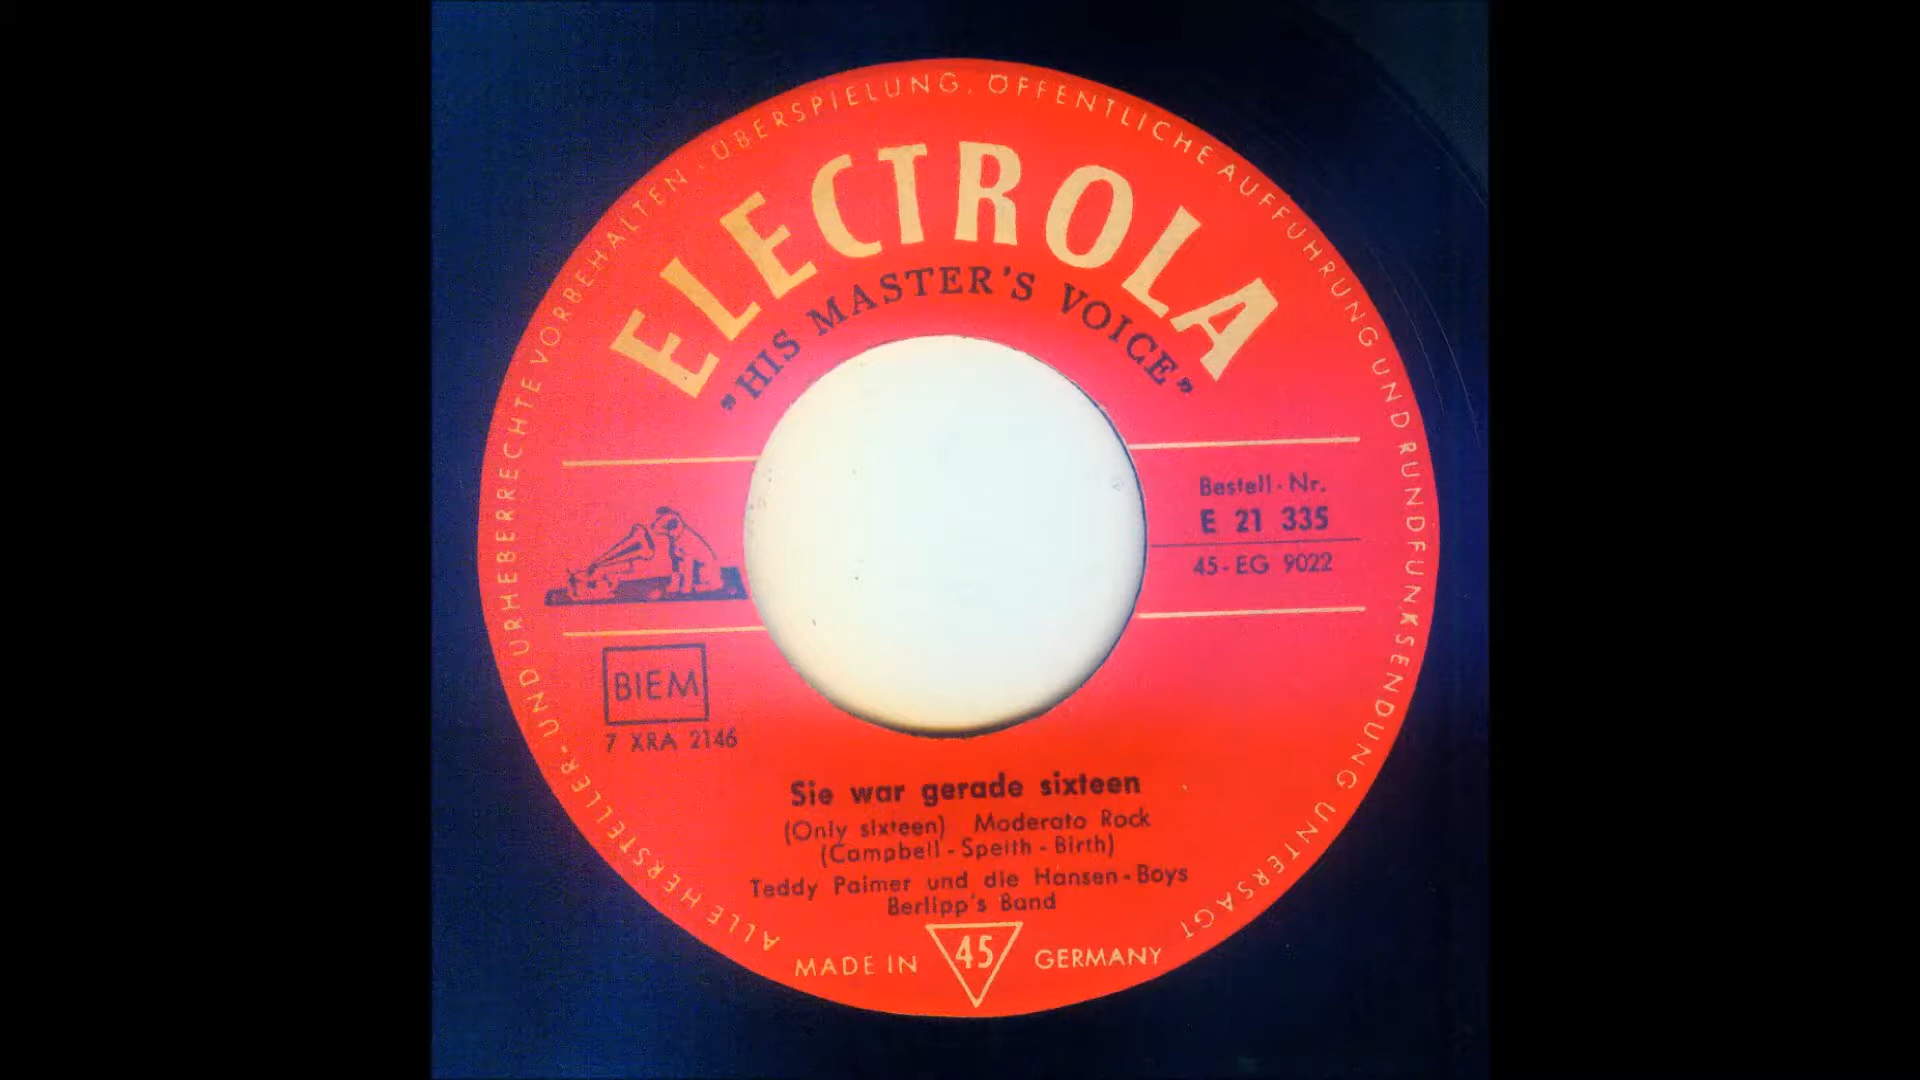 ALLE HERSTELLER- UND URHEBERRECHTE VORBEHALTEN · ÜBERSPIELUNG, ÖFFENTLICHE AUFFÜHRUNG UND RUNDFUNKSENDUNG UNTERSAGT
ELECTROLA
"HIS MASTER'S VOICE"
Bestell-Nr.
E 21 335
45-EG 9022
BIEM
7 XRA 2146
Sie war gerade sixteen
(Only sixteen) Moderato Rock
(Campbell - Speith - Birth)
Teddy Palmer und die Hansen-Boys
Berlipp's Band
MADE IN 45 GERMANY